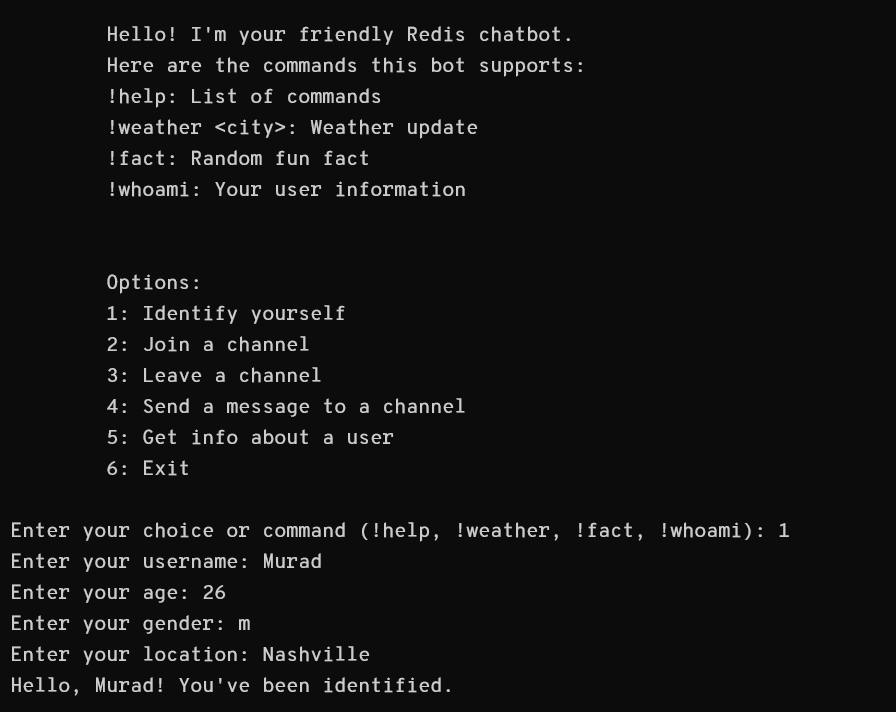 Hello! I'm your friendly Redis chatbot.
Here are the commands this bot supports:
!help: List of commands
!weather <city>: Weather update
!fact: Random fun fact
!whoami: Your user information
Options:
1: Identify yourself
2: Join a channel
3: Leave a channel
4: Send a message to a channel
5: Get info about a user
6: Exit
Enter your choice or command (!help, !weather, !fact, !whoami): 1
Enter your username: Murad
Enter your age: 26
Enter your gender: m
Enter your location: Nashville
Hello, Murad! You've been identified.